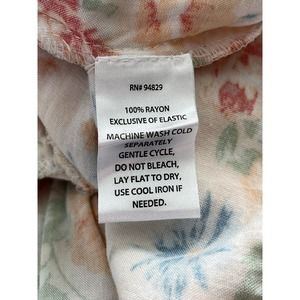 RN# 94829
100% RAYON
EXCLUSIVE OF ELASTIC
MACHINE WASH COLD
SEPARATELY
GENTLE CYCLE,
DO NOT BLEACH,
LAY FLAT TO DRY,
USE COOL IRON IF
NEEDED.